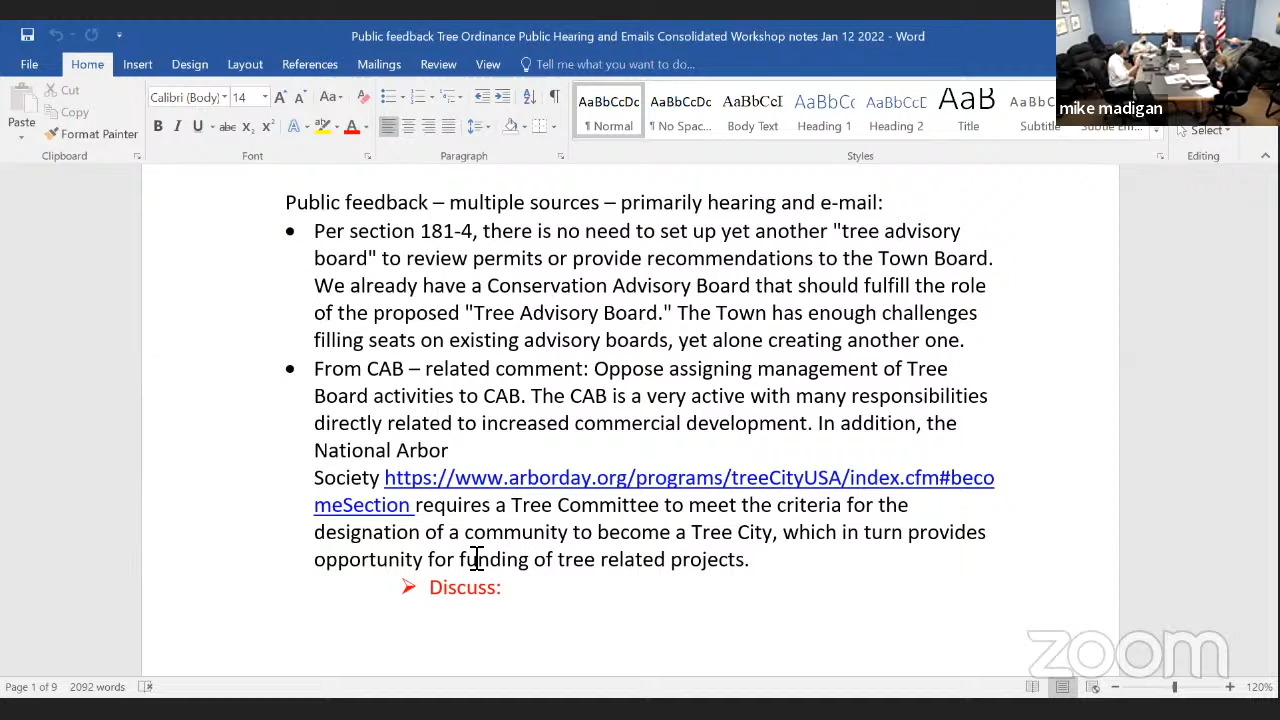 Public feedback Tree Ordinance Public Hearing and Emails Consolidated Workshop notes Jan 12 2022 - Word
mike madigan
File Home Insert Design Layout References Mailings Review View Tell me what you want to do...
Cut
Copy
Format Painter
Paste
Calibri (Body) 14
AaBbCcDc AaBbCcDc AaBbCcI AaBbCc AaBbCcD AaB AaBbCc
¶ Normal ¶ No Spac... Body Text Heading 1 Heading 2 Title Subtitle Subtle Em...
Select
Clipboard Font Paragraph Styles Editing
Public feedback – multiple sources – primarily hearing and e-mail:
• Per section 181-4, there is no need to set up yet another "tree advisory
board" to review permits or provide recommendations to the Town Board.
We already have a Conservation Advisory Board that should fulfill the role
of the proposed "Tree Advisory Board." The Town has enough challenges
filling seats on existing advisory boards, yet alone creating another one.
• From CAB – related comment: Oppose assigning management of Tree
Board activities to CAB. The CAB is a very active with many responsibilities
directly related to increased commercial development. In addition, the
National Arbor
Society https://www.arborday.org/programs/treeCityUSA/index.cfm#beco
meSection requires a Tree Committee to meet the criteria for the
designation of a community to become a Tree City, which in turn provides
opportunity for funding of tree related projects.
➢ Discuss:
zoom
Page 1 of 9 2092 words 120%